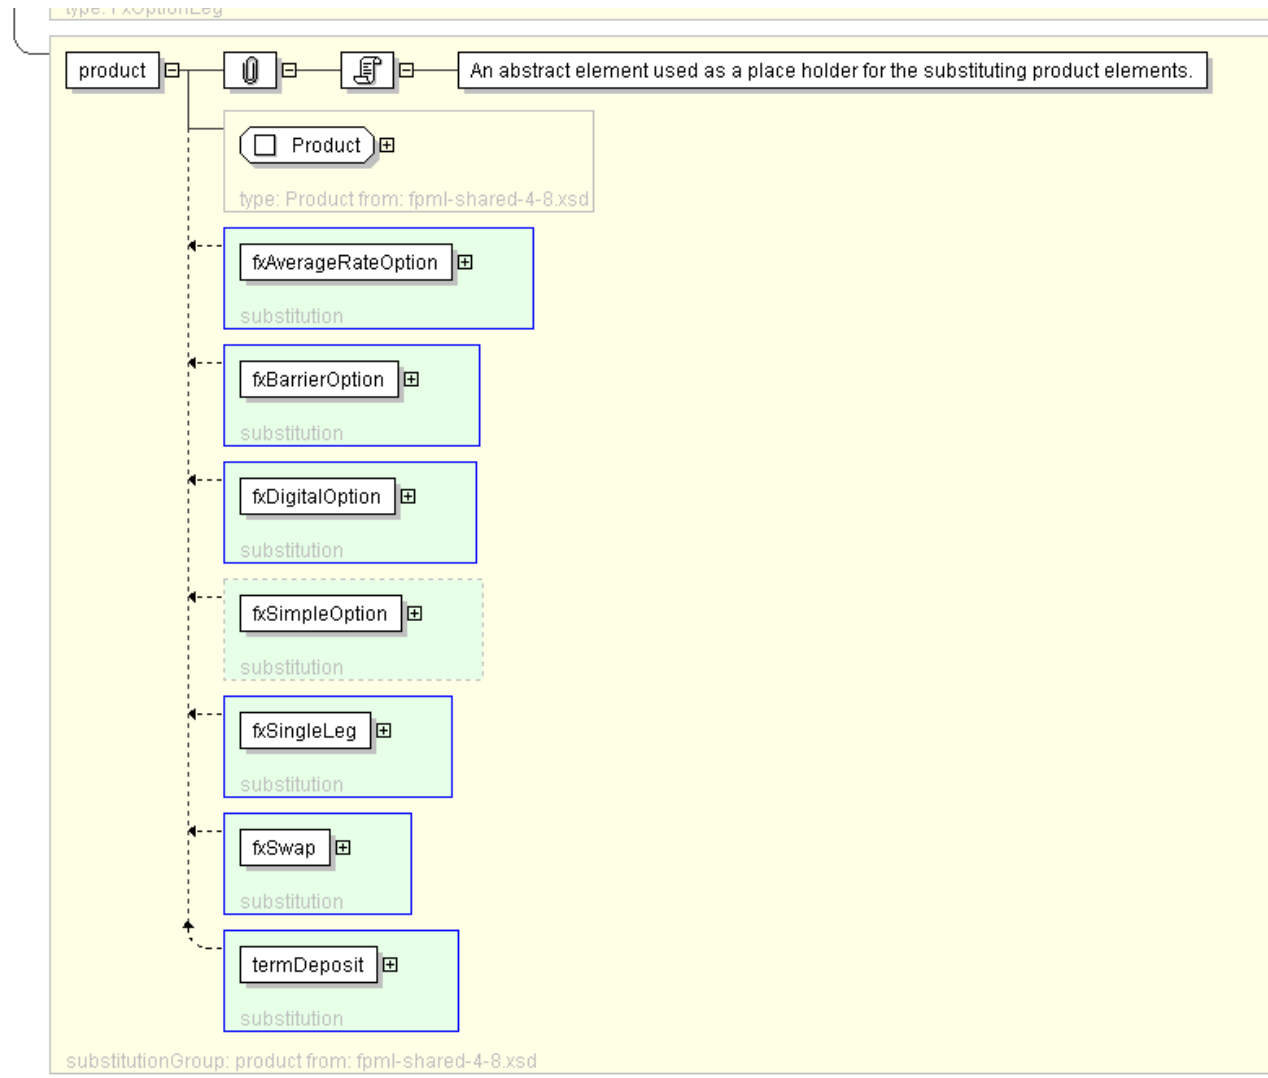 type: FxOptionLeg
product
An abstract element used as a place holder for the substituting product elements.
Product
type: Product from: fpml-shared-4-8.xsd
fxAverageRateOption
substitution
fxBarrierOption
substitution
fxDigitalOption
substitution
fxSimpleOption
substitution
fxSingleLeg
substitution
fxSwap
substitution
termDeposit
substitution
substitutionGroup: product from: fpml-shared-4-8.xsd